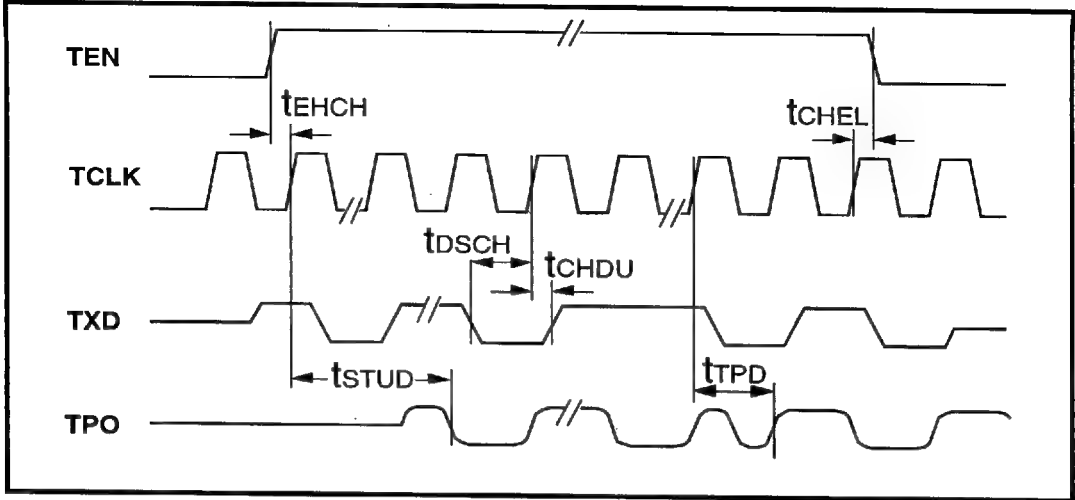 TEN
tEHCH
tCHEL
TCLK
tDSCH
tCHDU
TXD
tSTUD
tTPD
TPO